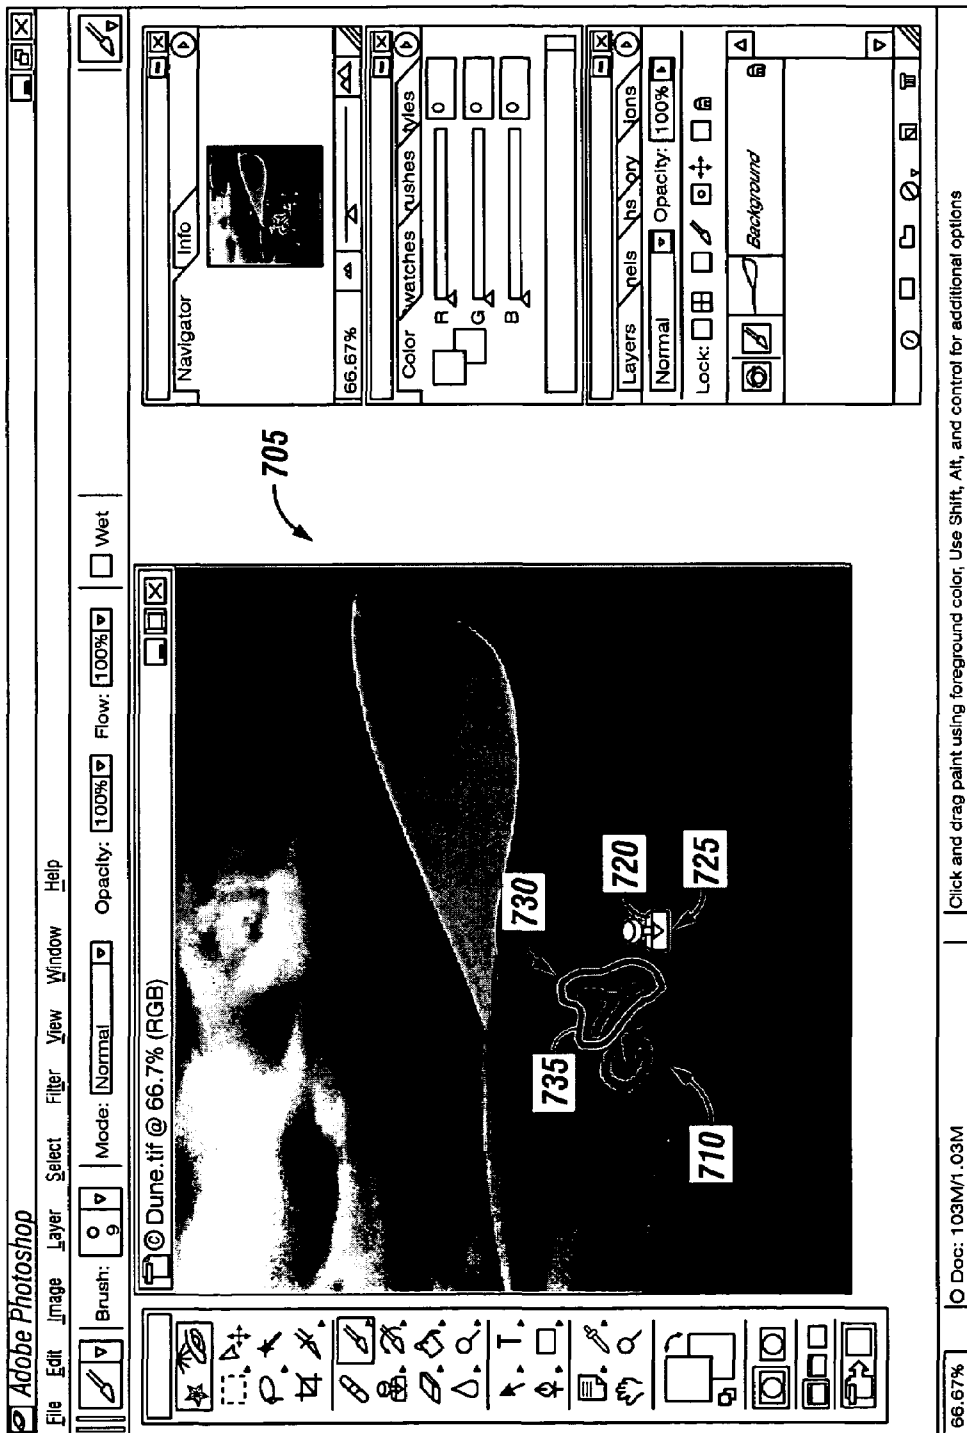 Adobe Photoshop
File Edit Image Layer Select Filter View Window Help
Brush: 9 Mode: Normal Opacity: 100% Flow: 100% Wet
© Dune.tif @ 66.7% (RGB)
T
730
720
725
735
710
705
Navigator Info
66.67%
Color watches rushes tyles
R 0
G 0
B 0
Layers nels hs ory ions
Normal Opacity: 100%
Lock:
Background
66.67% O Doc: 103M/1.03M Click and drag paint using foreground color, Use Shift, Alt, and control for additional options